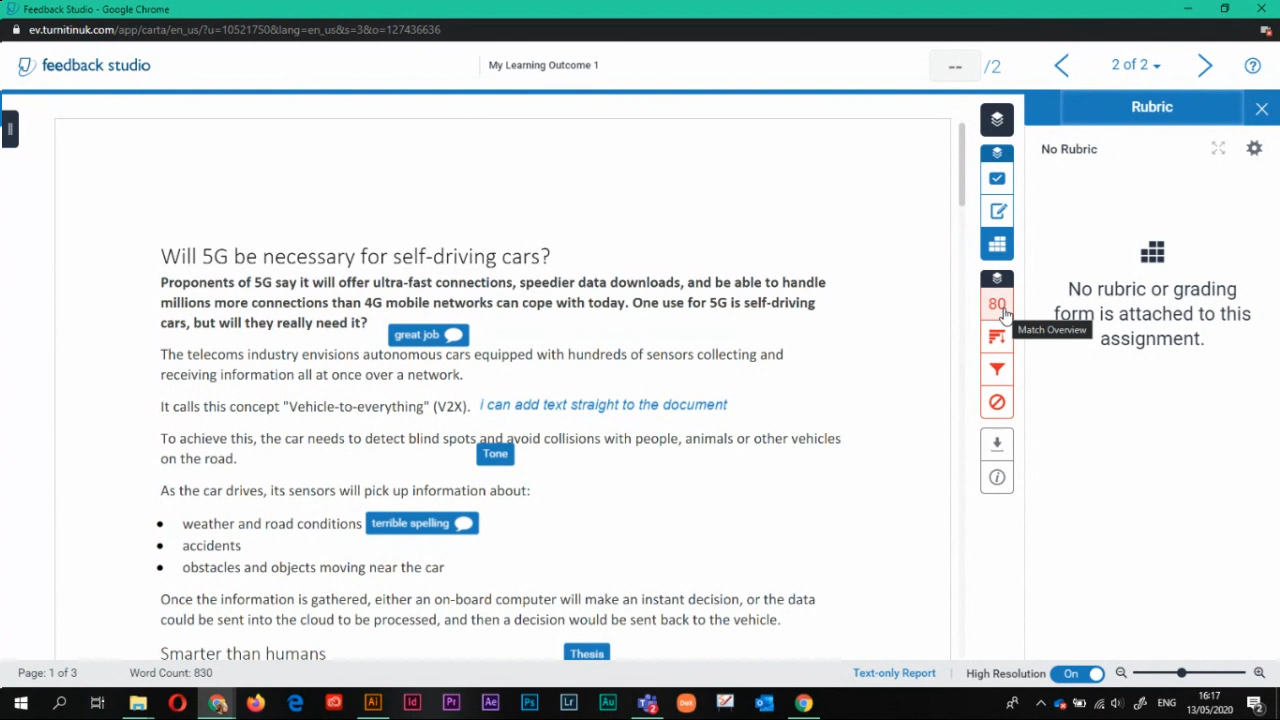 Feedback Studio - Google Chrome
ev.turnitinuk.com/app/carta/en_us/?u=10521750&lang=en_us&s=3&o=127436636
feedback studio
My Learning Outcome 1
-- /2
2 of 2
?
Rubric
No Rubric
80
Match Overview
No rubric or grading
form is attached to this
assignment.
Will 5G be necessary for self-driving cars?
Proponents of 5G say it will offer ultra-fast connections, speedier data downloads, and be able to handle
millions more connections than 4G mobile networks can cope with today. One use for 5G is self-driving
cars, but will they really need it?
great job
The telecoms industry envisions autonomous cars equipped with hundreds of sensors collecting and
receiving information all at once over a network.
It calls this concept "Vehicle-to-everything" (V2X). i can add text straight to the document
To achieve this, the car needs to detect blind spots and avoid collisions with people, animals or other vehicles
on the road.
Tone
As the car drives, its sensors will pick up information about:
• weather and road conditions terrible spelling
• accidents
• obstacles and objects moving near the car
Once the information is gathered, either an on-board computer will make an instant decision, or the data
could be sent into the cloud to be processed, and then a decision would be sent back to the vehicle.
Smarter than humans
Thesis
Page: 1 of 3
Word Count: 830
Text-only Report
High Resolution On
Ai
Id
Pr
Ae
Ps
Lr
Au
ENG
16:17
13/05/2020
2